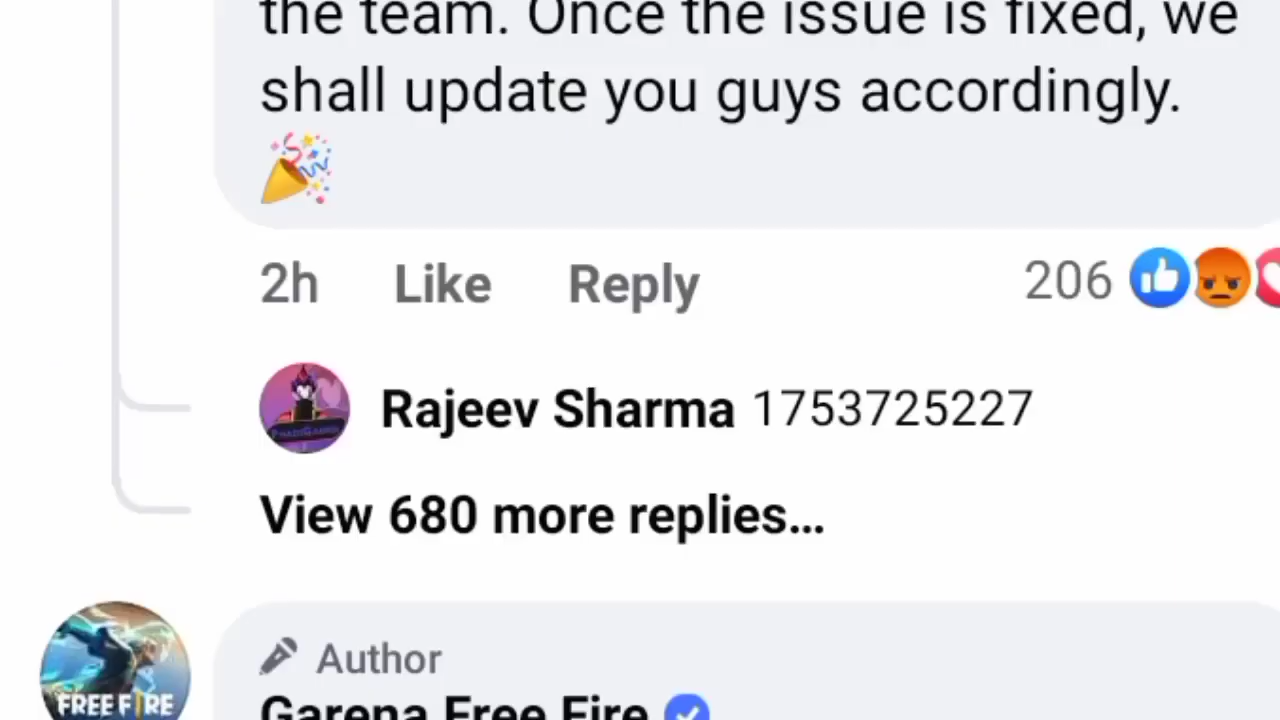 the team. Once the issue is fixed, we
shall update you guys accordingly.
🎉
2h Like Reply 206
Rajeev Sharma 1753725227
View 680 more replies...
Author
Garena Free Fire
FREE FIRE